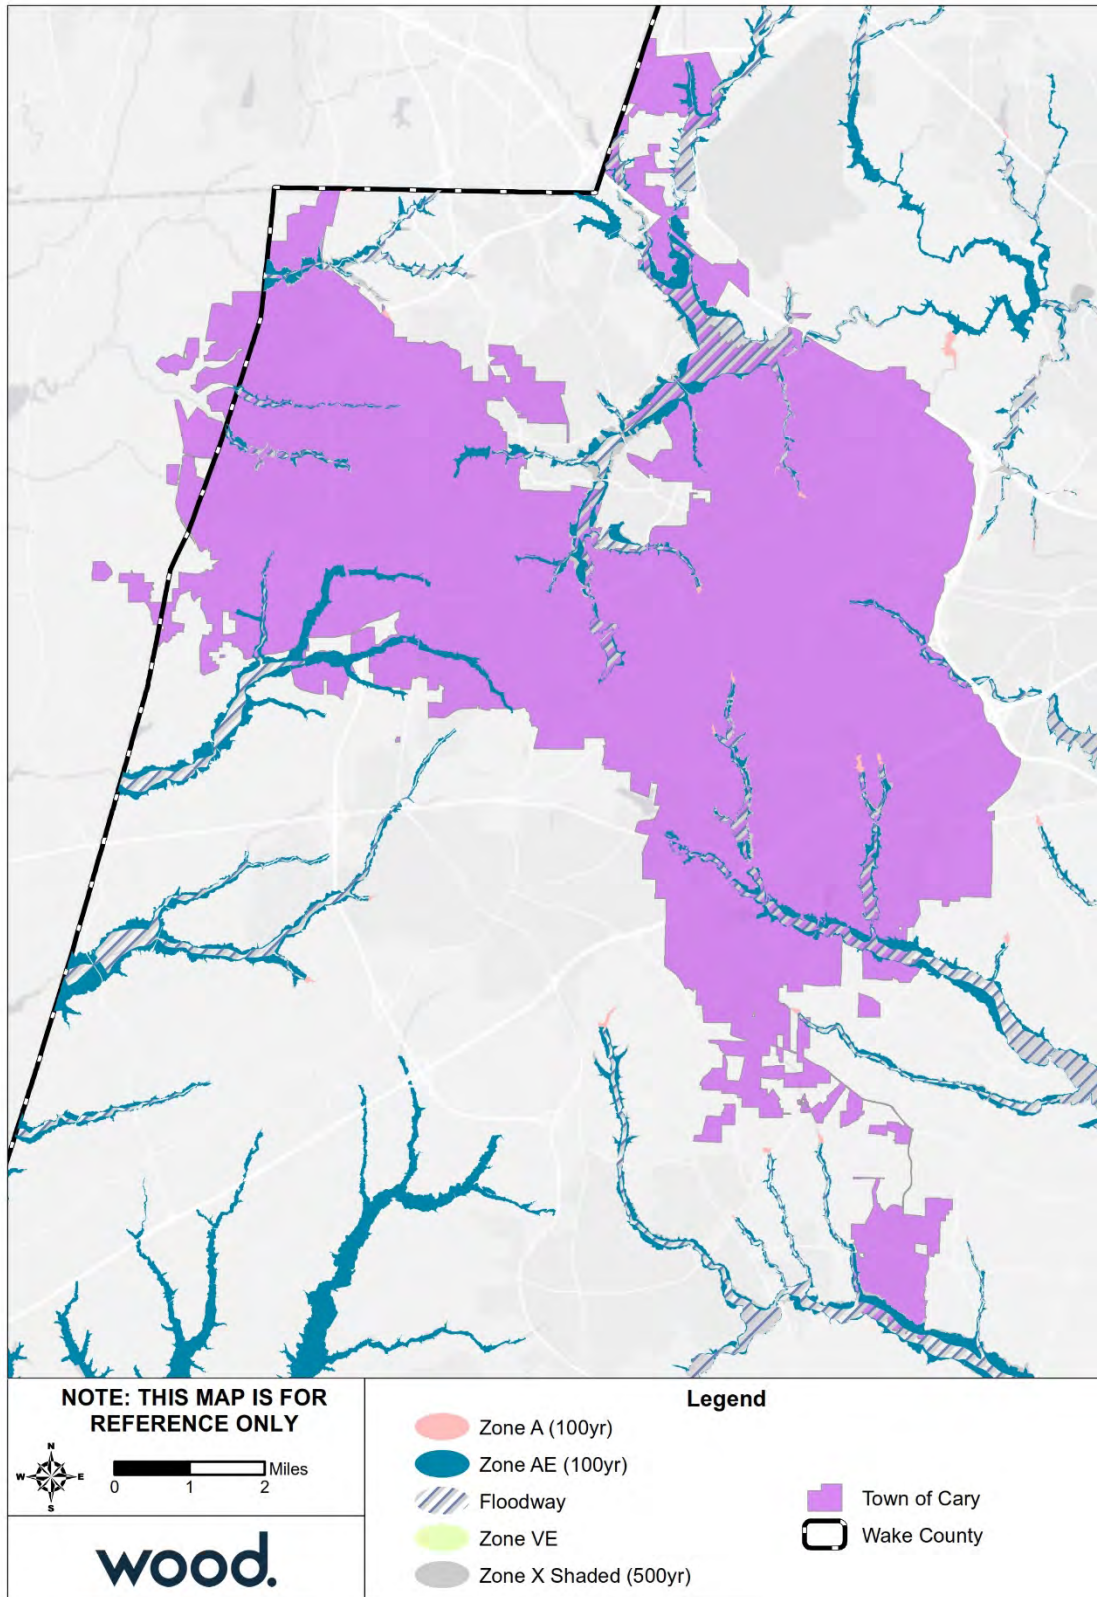 NOTE: THIS MAP IS FOR
REFERENCE ONLY
N
W E
S
0 1 2 Miles
wood.
Legend
Zone A (100yr)
Zone AE (100yr)
Floodway
Zone VE
Zone X Shaded (500yr)
Town of Cary
Wake County